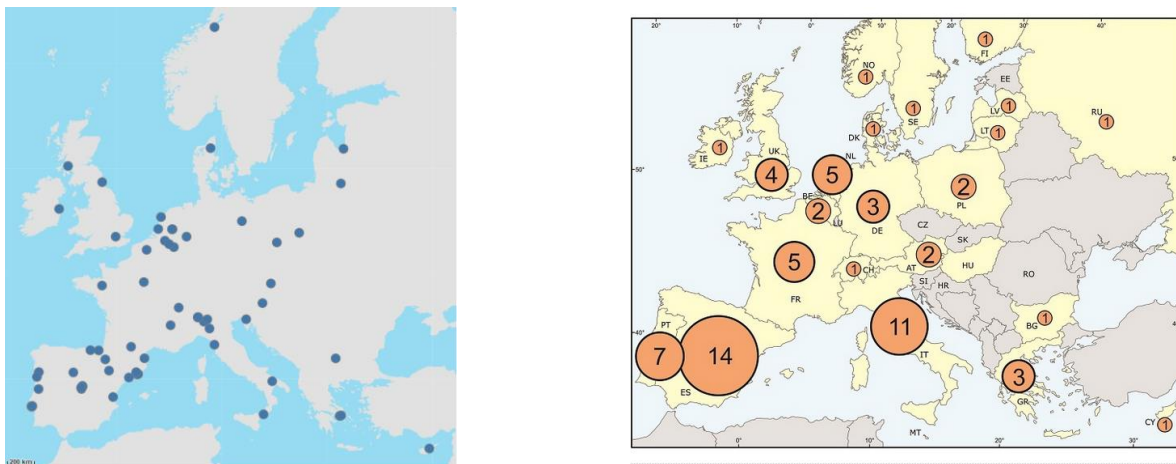 200 km
20° 10° 0° 10° 20° 30° 40°
1
FI
NO
1
EE
1
SE
LV 1
RU
1
DK 1
LT 1
1
IE
UK
NL
50°
4
5
2
PL
BE
2
LU
3
DE
CZ
SK
5
FR
1 CH
2
AT
HU
SI
HR
RO
PT
11
IT
BG 1
40°
7
14
ES
3
GR
CY 1
MT
0° 10° 20° 30°